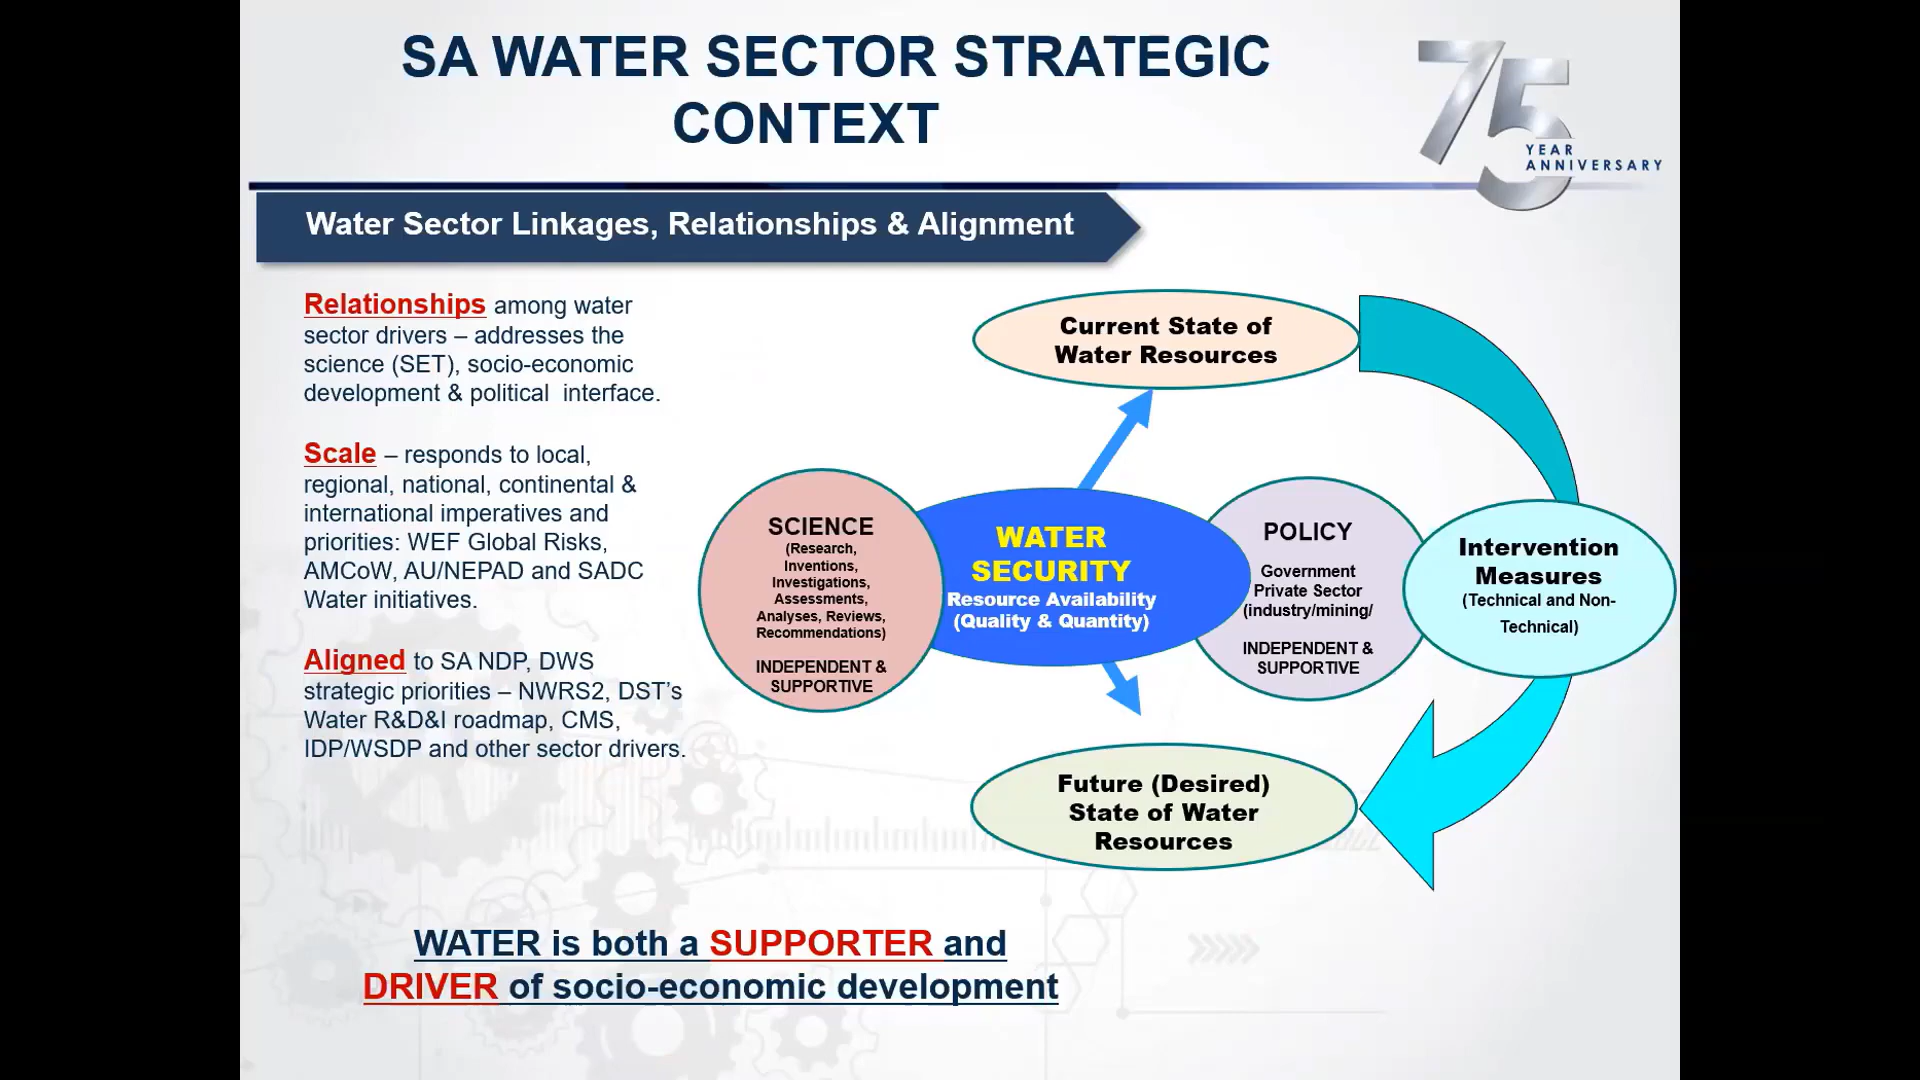 SA WATER SECTOR STRATEGIC
CONTEXT
75
YEAR
ANNIVERSARY
Water Sector Linkages, Relationships & Alignment
Relationships among water
sector drivers – addresses the
science (SET), socio-economic
development & political interface.
Scale – responds to local,
regional, national, continental &
international imperatives and
priorities: WEF Global Risks,
AMCoW, AU/NEPAD and SADC
Water initiatives.
Aligned to SA NDP, DWS
strategic priorities – NWRS2, DST’s
Water R&D&I roadmap, CMS,
IDP/WSDP and other sector drivers.
Current State of
Water Resources
SCIENCE
(Research,
Inventions,
Investigations,
Assessments,
Analyses, Reviews,
Recommendations)
INDEPENDENT &
SUPPORTIVE
WATER
SECURITY
Resource Availability
(Quality & Quantity)
POLICY
Government
Private Sector
(industry/mining/
INDEPENDENT &
SUPPORTIVE
Intervention
Measures
(Technical and Non-
Technical)
Future (Desired)
State of Water
Resources
WATER is both a SUPPORTER and
DRIVER of socio-economic development